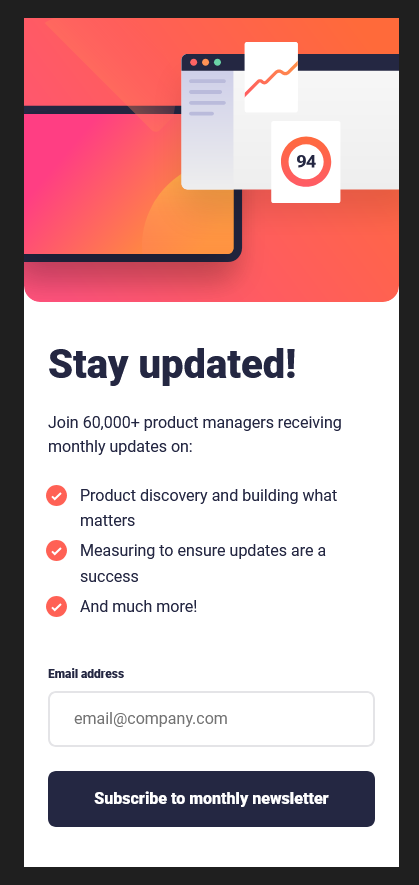 94
Stay updated!
Join 60,000+ product managers receiving
monthly updates on:
Product discovery and building what
matters
Measuring to ensure updates are a
success
And much more!
Email address
email@company.com
Subscribe to monthly newsletter